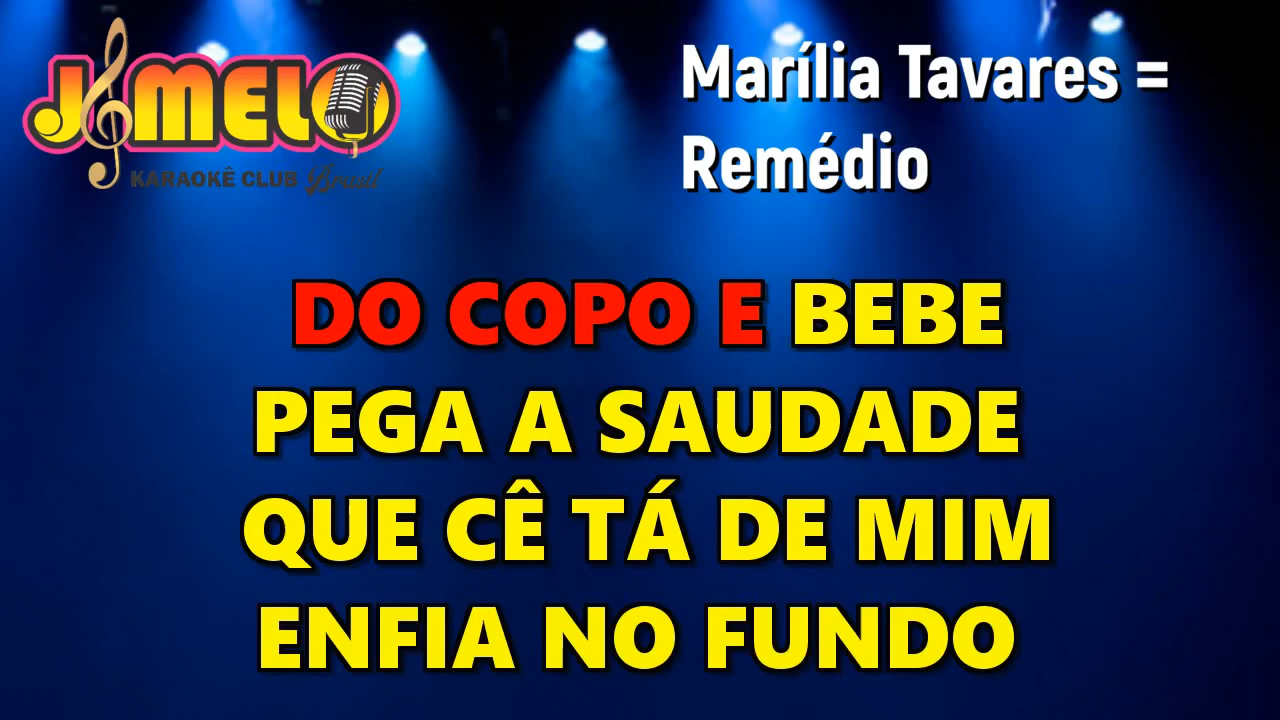 J MELO
KARAOKÊ CLUB Brasil
Marília Tavares =
Remédio
DO COPO E BEBE
PEGA A SAUDADE
QUE CÊ TÁ DE MIM
ENFIA NO FUNDO